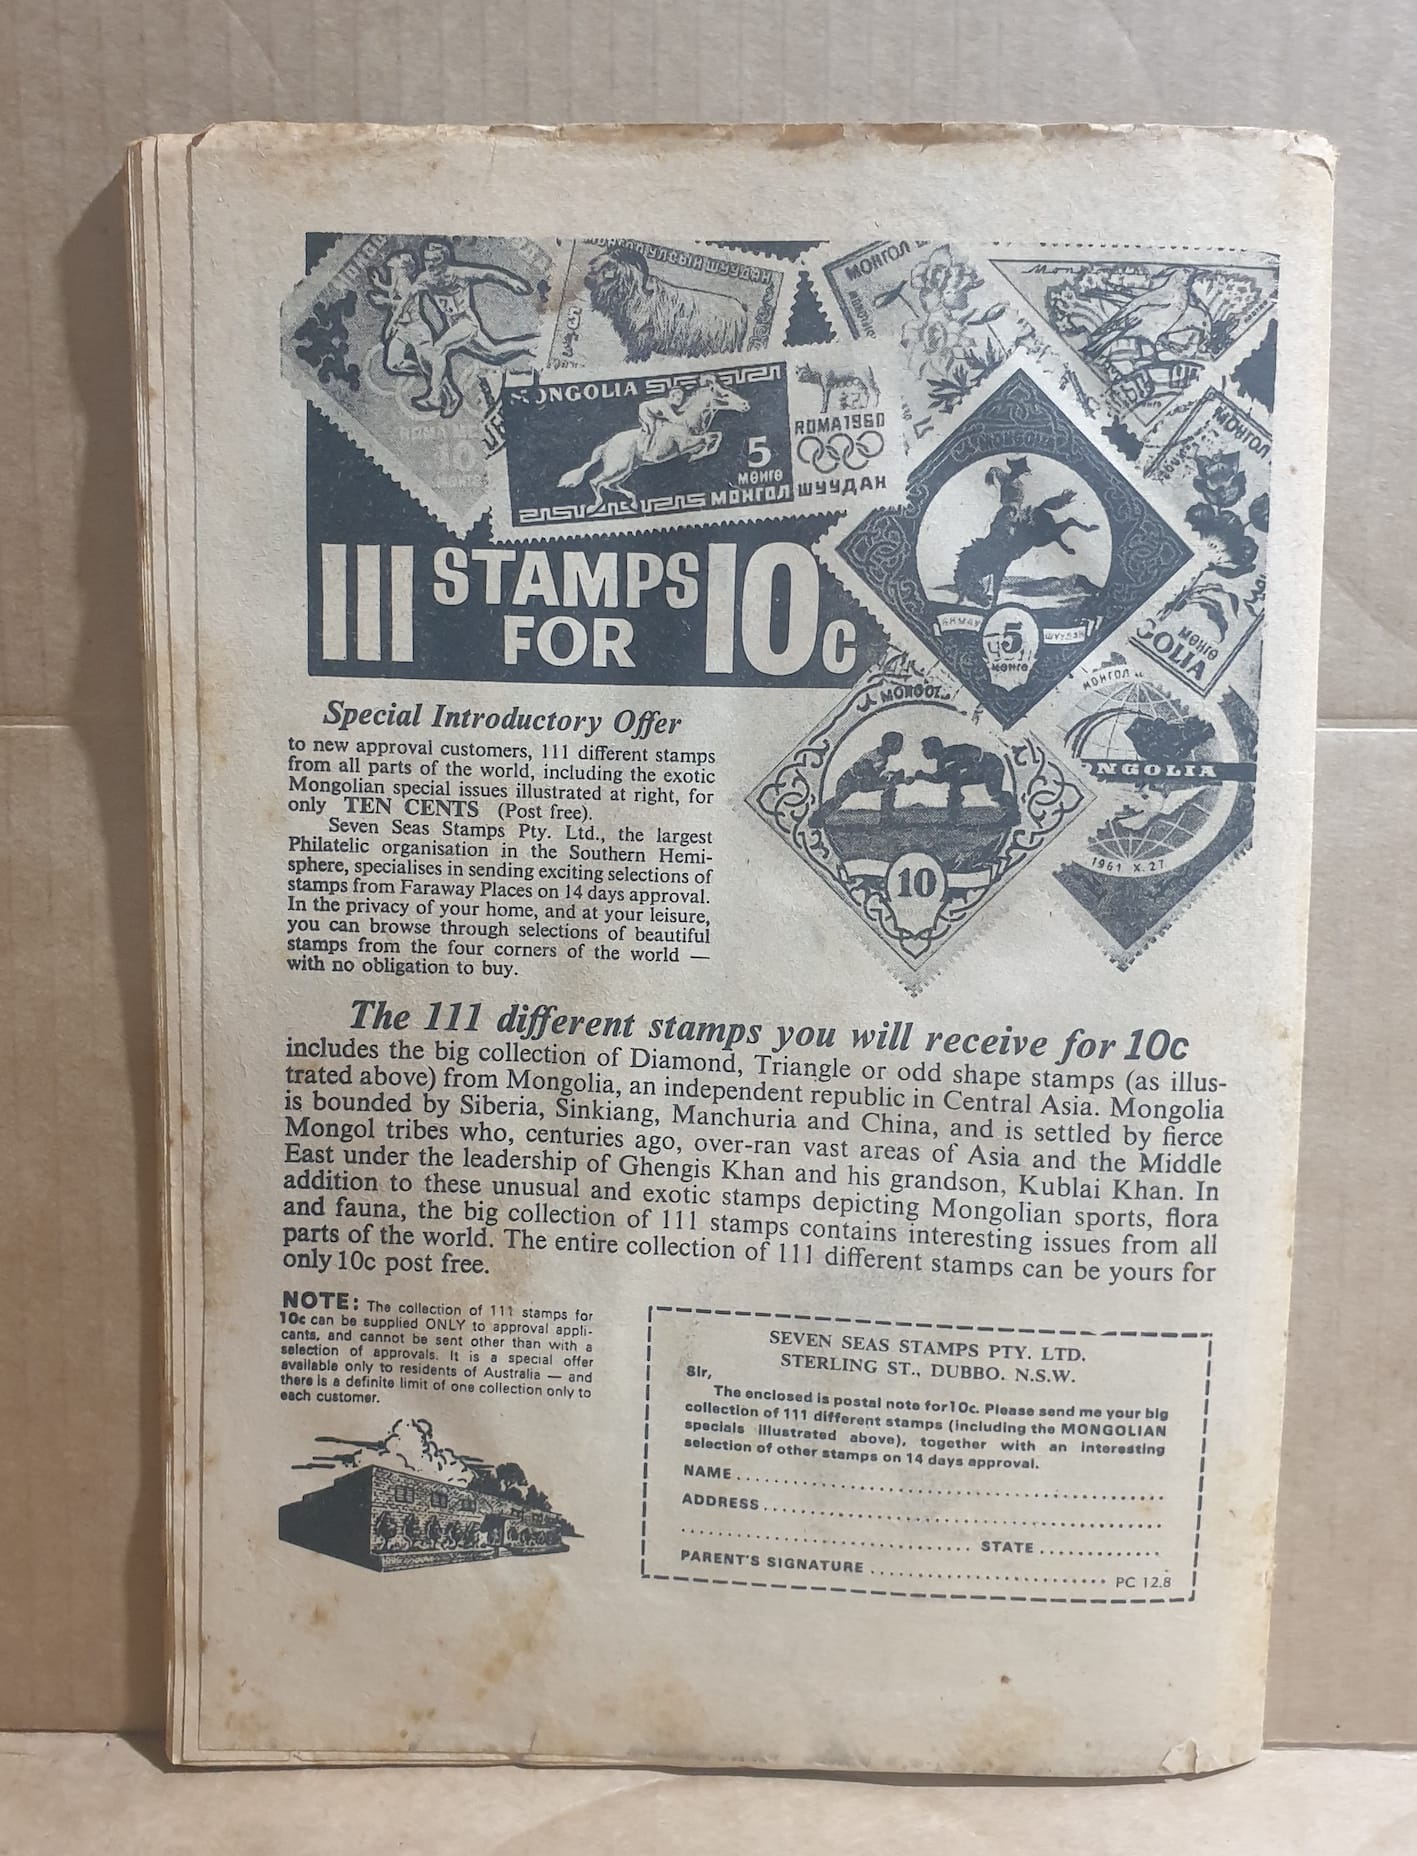 МОНГОЛ УЛСЫН ШУУДАН
МОНГОЛ
MONGOLIA
5
МӨНГӨ
МОНГОЛ ШУУДАН
ROMA 1960
10
МӨНГӨ
MONGOLIA
5
МӨНГӨ
ШУУДАН
МОНГОЛ
МӨНГӨ
GOLIA
MONGOL
10
МОНГОЛ
NGOLIA
1961 X. 27
111 STAMPS FOR 10c
Special Introductory Offer
to new approval customers, 111 different stamps
from all parts of the world, including the exotic
Mongolian special issues illustrated at right, for
only TEN CENTS (Post free).
Seven Seas Stamps Pty. Ltd., the largest
Philatelic organisation in the Southern Hemi-
sphere, specialises in sending exciting selections of
stamps from Faraway Places on 14 days approval.
In the privacy of your home, and at your leisure,
you can browse through selections of beautiful
stamps from the four corners of the world —
with no obligation to buy.
The 111 different stamps you will receive for 10c
includes the big collection of Diamond, Triangle or odd shape stamps (as illus-
trated above) from Mongolia, an independent republic in Central Asia. Mongolia
is bounded by Siberia, Sinkiang, Manchuria and China, and is settled by fierce
Mongol tribes who, centuries ago, over-ran vast areas of Asia and the Middle
East under the leadership of Ghengis Khan and his grandson, Kublai Khan. In
addition to these unusual and exotic stamps depicting Mongolian sports, flora
and fauna, the big collection of 111 stamps contains interesting issues from all
parts of the world. The entire collection of 111 different stamps can be yours for
only 10c post free.
NOTE: The collection of 111 stamps for
10c can be supplied ONLY to approval appli-
cants, and cannot be sent other than with a
selection of approvals. It is a special offer
available only to residents of Australia — and
there is a definite limit of one collection only to
each customer.
SEVEN SEAS STAMPS PTY. LTD.
STERLING ST., DUBBO. N.S.W.
Sir,
The enclosed is postal note for 10c. Please send me your big
collection of 111 different stamps (including the MONGOLIAN
specials illustrated above), together with an interesting
selection of other stamps on 14 days approval.
NAME
ADDRESS
STATE
PARENT'S SIGNATURE
PC 12.8